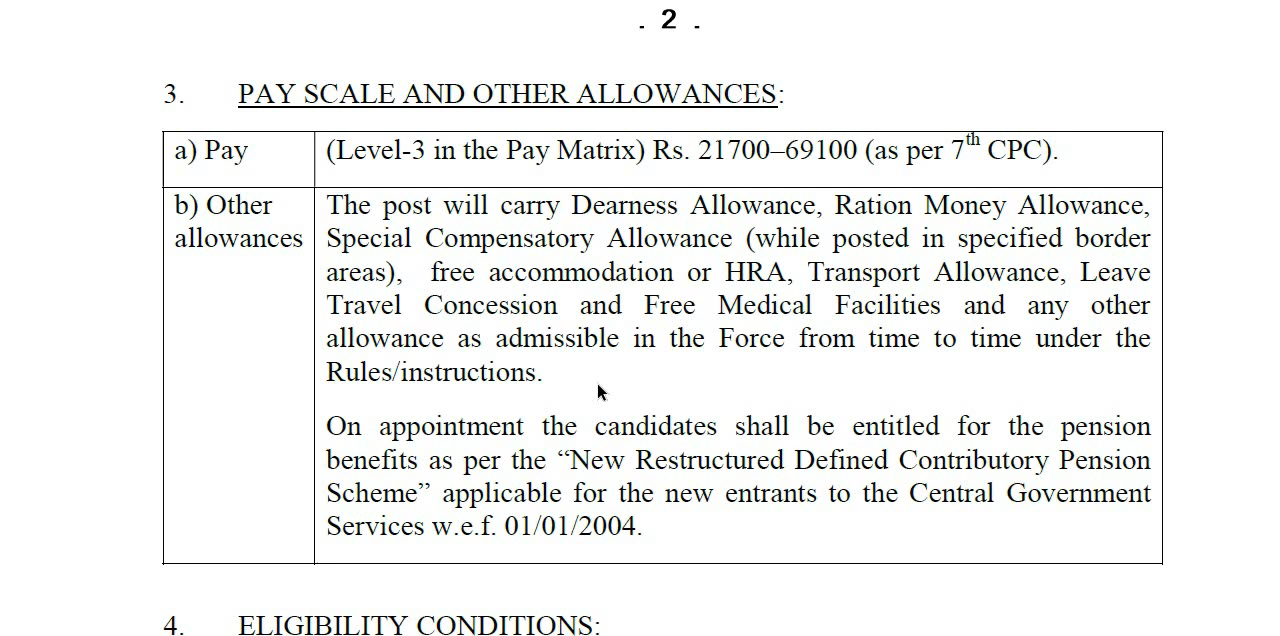 . 2 .
3. PAY SCALE AND OTHER ALLOWANCES:
a) Pay
(Level-3 in the Pay Matrix) Rs. 21700–69100 (as per 7th CPC).
b) Other
allowances
The post will carry Dearness Allowance, Ration Money Allowance,
Special Compensatory Allowance (while posted in specified border
areas), free accommodation or HRA, Transport Allowance, Leave
Travel Concession and Free Medical Facilities and any other
allowance as admissible in the Force from time to time under the
Rules/instructions.
On appointment the candidates shall be entitled for the pension
benefits as per the “New Restructured Defined Contributory Pension
Scheme” applicable for the new entrants to the Central Government
Services w.e.f. 01/01/2004.
4. ELIGIBILITY CONDITIONS: